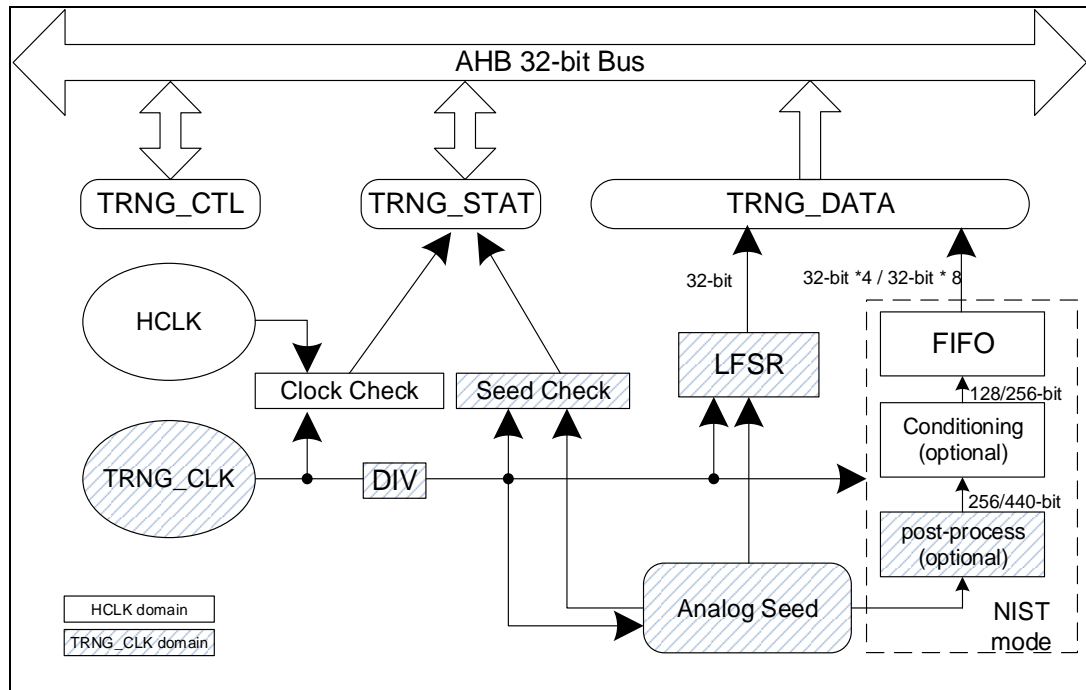 AHB 32-bit Bus
TRNG_CTL
TRNG_STAT
TRNG_DATA
32-bit
32-bit *4 / 32-bit * 8
HCLK
LFSR
FIFO
Clock Check
Seed Check
128/256-bit
Conditioning
(optional)
TRNG_CLK
DIV
256/440-bit
post-process
(optional)
Analog Seed
NIST
mode
HCLK domain
TRNG_CLK domain